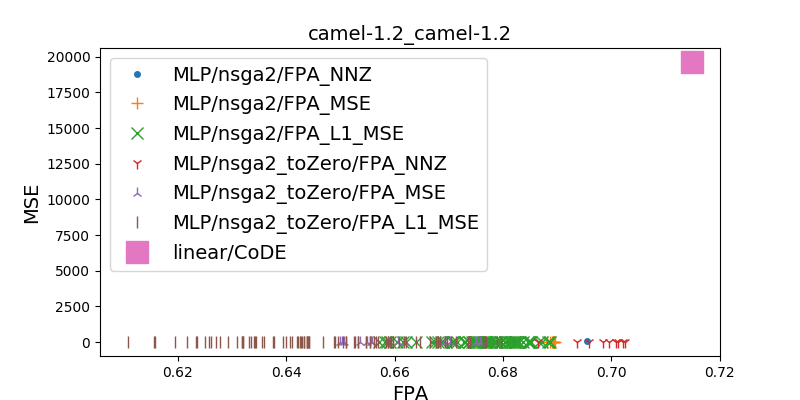 camel-1.2_camel-1.2
20000
17500
15000
12500
10000
7500
5000
2500
0
MSE
MLP/nsga2/FPA_NNZ
MLP/nsga2/FPA_MSE
MLP/nsga2/FPA_L1_MSE
MLP/nsga2_toZero/FPA_NNZ
MLP/nsga2_toZero/FPA_MSE
MLP/nsga2_toZero/FPA_L1_MSE
linear/CoDE
0.62 0.64 0.66 0.68 0.70 0.72
FPA